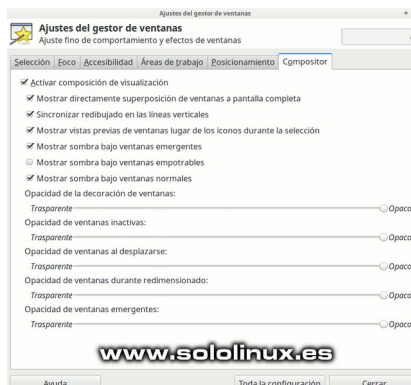 Ajustes del gestor de ventanas
Ajustes del gestor de ventanas
Ajuste fino de comportamiento y efectos de ventanas
Selección Foco Accesibilidad Áreas de trabajo Posicionamiento Compositor
Activar composición de visualización
Mostrar directamente superposición de ventanas a pantalla completa
Sincronizar redibujado en las líneas verticales
Mostrar vistas previas de ventanas lugar de los iconos durante la selección
Mostrar sombra bajo ventanas emergentes
Mostrar sombra bajo ventanas empotrables
Mostrar sombra bajo ventanas normales
Opacidad de la decoración de ventanas:
Trasparente Opaco
Opacidad de ventanas inactivas:
Trasparente Opaco
Opacidad de ventanas al desplazarse:
Trasparente Opaco
Opacidad de ventanas durante redimensionado:
Trasparente Opaco
Opacidad de ventanas emergentes:
Trasparente Opaco
www.sololinux.es
Ayuda Toda la configuración Cerrar